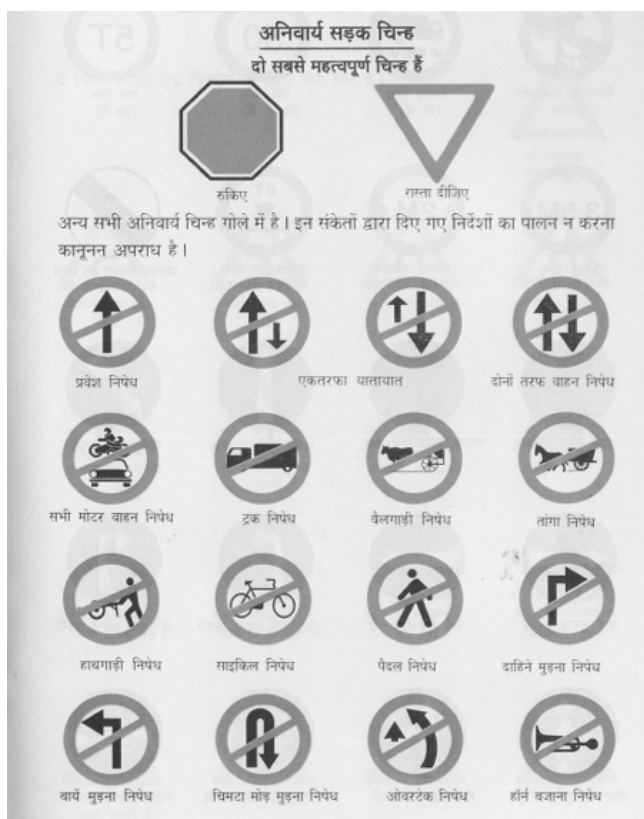 अनिवार्य सड़क चिन्ह
दो सबसे महत्वपूर्ण चिन्ह हैं
रुकिए
रास्ता दीजिए
अन्य सभी अनिवार्य चिन्ह गोले में है। इन संकेतों द्वारा दिए गए निर्देशों का पालन न करना
कानूनन अपराध है।
प्रवेश निषेध
एकतरफा यातायात
दोनों तरफ वाहन निषेध
सभी मोटर वाहन निषेध
ट्रक निषेध
बैलगाड़ी निषेध
तांगा निषेध
हाथगाड़ी निषेध
साइकिल निषेध
पैदल निषेध
दाहिने मुड़ना निषेध
बायें मुड़ना निषेध
चिमटा मोड़ मुड़ना निषेध
ओवरटेक निषेध
हॉर्न बजाना निषेध